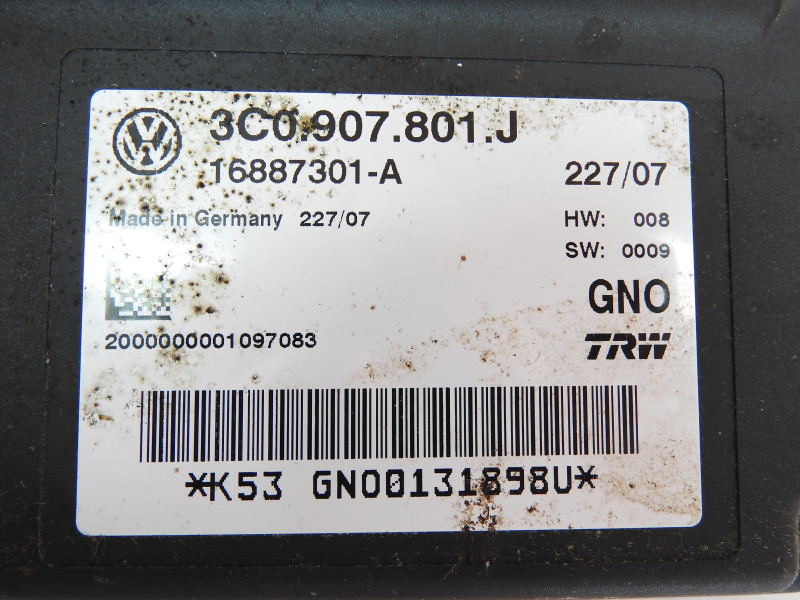 3C0.907.801.J
16887301-A 227/07
Made in Germany 227/07 HW: 008
SW: 0009
GNO
2000000001097083 TRW
*K53 GNO0131898U*